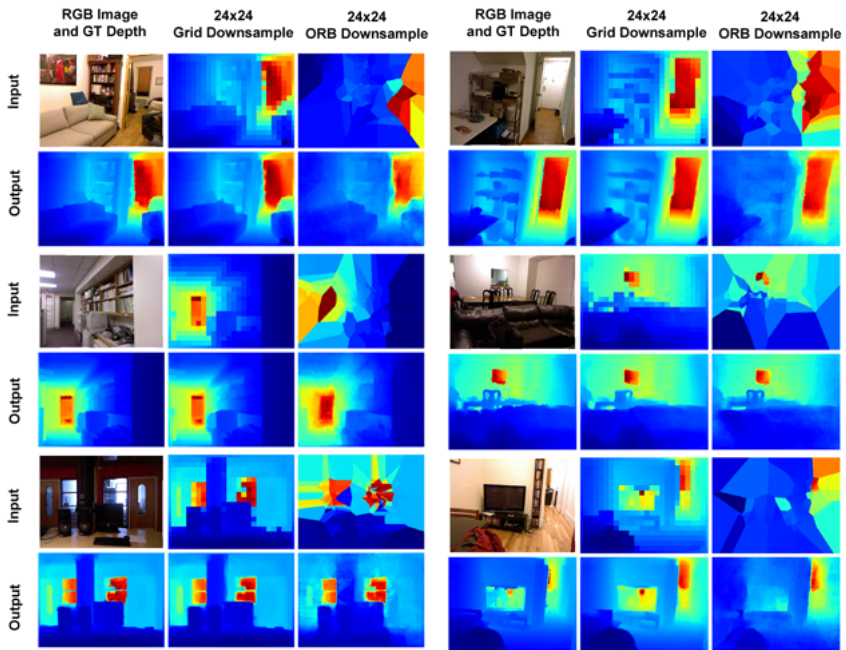 RGB Image
and GT Depth
24x24
Grid Downsample
24x24
ORB Downsample
RGB Image
and GT Depth
24x24
Grid Downsample
24x24
ORB Downsample
Input
Output
Input
Output
Input
Output